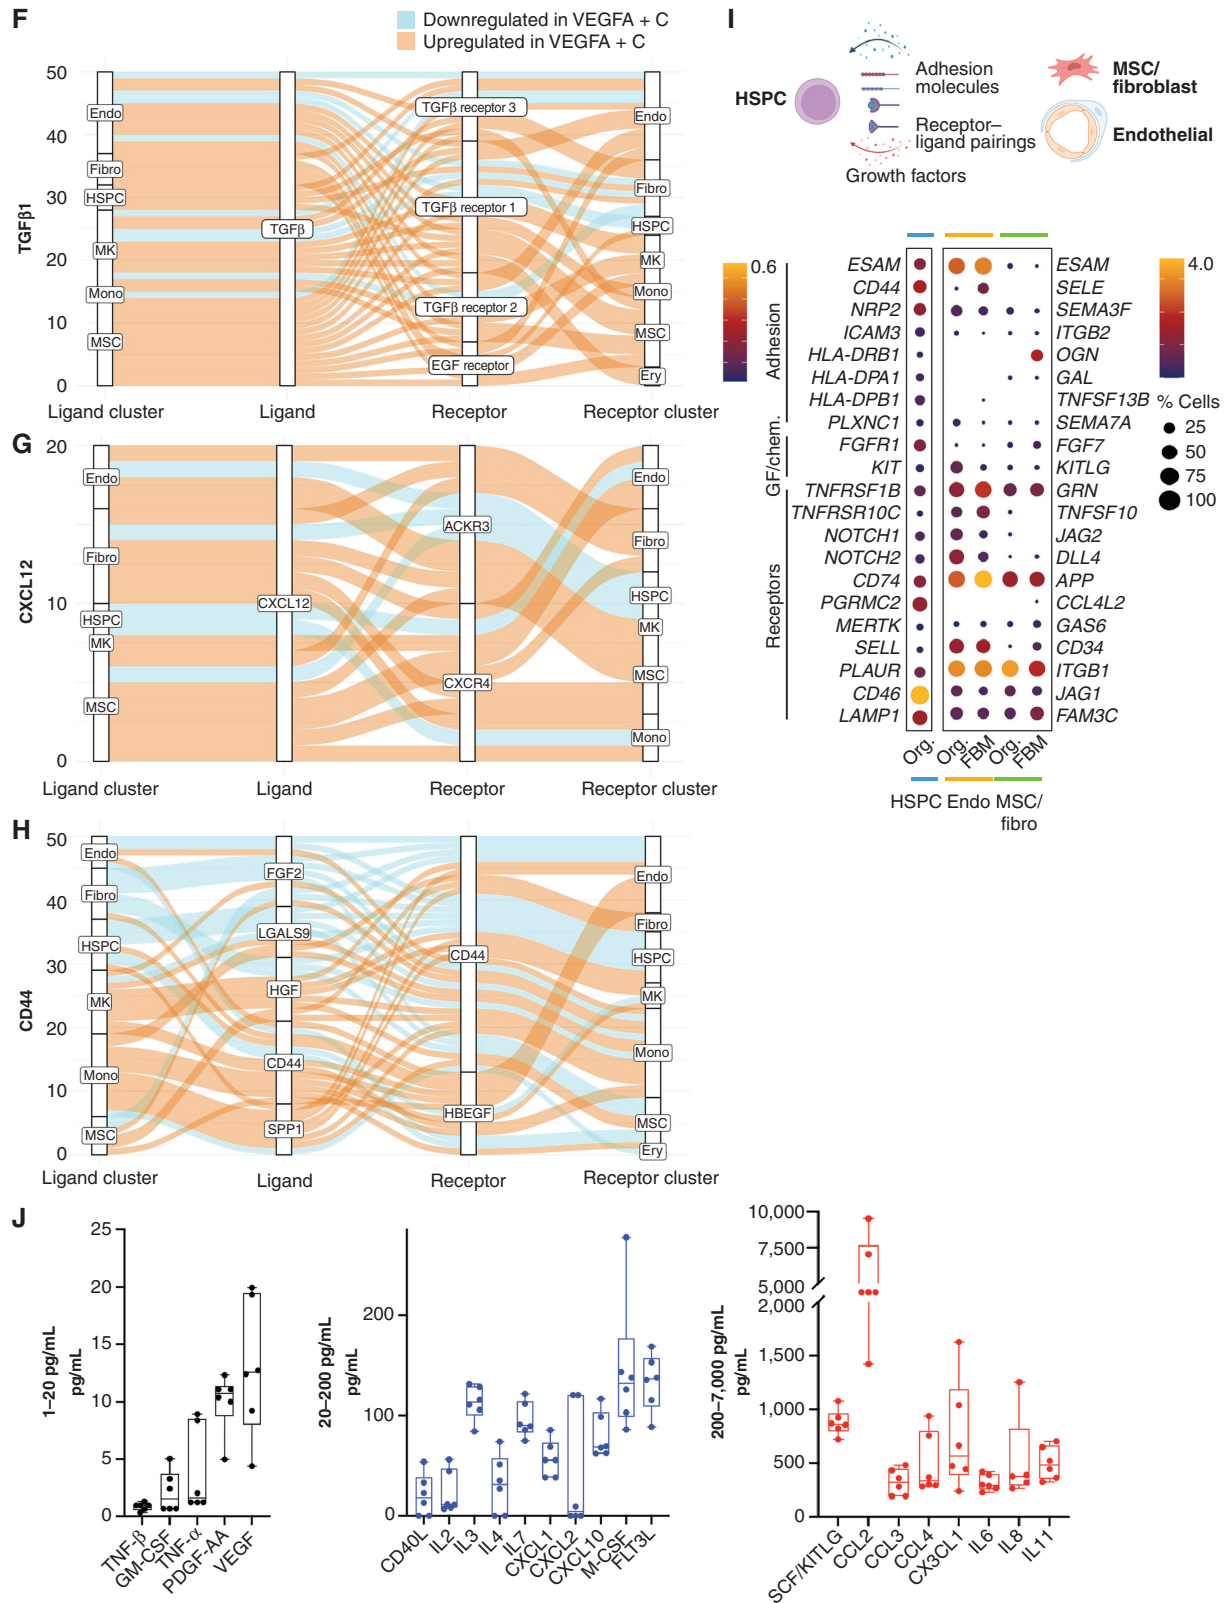 F
Downregulated in VEGFA + C
Upregulated in VEGFA + C
TGFβ1
50
40
30
20
10
0
Endo
Fibro
HSPC
MK
Mono
MSC
TGFβ
TGFβ receptor 3
TGFβ receptor 1
TGFβ receptor 2
EGF receptor
Endo
Fibro
HSPC
MK
Mono
MSC
Ery
Ligand cluster
Ligand
Receptor
Receptor cluster
G
CXCL12
20
10
0
Endo
Fibro
HSPC
MK
MSC
CXCL12
ACKR3
CXCR4
Endo
Fibro
HSPC
MK
MSC
Mono
Ligand cluster
Ligand
Receptor
Receptor cluster
H
CD44
50
40
30
20
10
0
Endo
Fibro
HSPC
MK
Mono
MSC
FGF2
LGALS9
HGF
CD44
SPP1
CD44
HBEGF
Endo
Fibro
HSPC
MK
Mono
MSC
Ery
Ligand cluster
Ligand
Receptor
Receptor cluster
I
HSPC
Adhesion
molecules
Receptor–
ligand pairings
Growth factors
MSC/
fibroblast
Endothelial
0.6
4.0
% Cells
25
50
75
100
Adhesion
GF/chem.
Receptors
ESAM ESAM
CD44 SELE
NRP2 SEMA3F
ICAM3 ITGB2
HLA-DRB1 OGN
HLA-DPA1 GAL
HLA-DPB1 TNFSF13B
PLXNC1 SEMA7A
FGFR1 FGF7
KIT KITLG
TNFRSF1B GRN
TNFRSR10C TNFSF10
NOTCH1 JAG2
NOTCH2 DLL4
CD74 APP
PGRMC2 CCL4L2
MERTK GAS6
SELL CD34
PLAUR ITGB1
CD46 JAG1
LAMP1 FAM3C
Org. Org. FBM Org. FBM
HSPC Endo MSC/
fibro
J
1–20 pg/mL
pg/mL
25
20
15
10
5
0
TNF-β
GM-CSF
TNF-α
PDGF-AA
VEGF
20–200 pg/mL
pg/mL
200
100
0
CD40L
IL2
IL3
IL4
IL7
CXCL1
CXCL2
CXCL10
M-CSF
FLT3L
200–7,000 pg/mL
pg/mL
10,000
7,500
5,000
2,000
1,500
1,000
500
0
SCF/KITLG
CCL2
CCL3
CCL4
CX3CL1
IL6
IL8
IL11